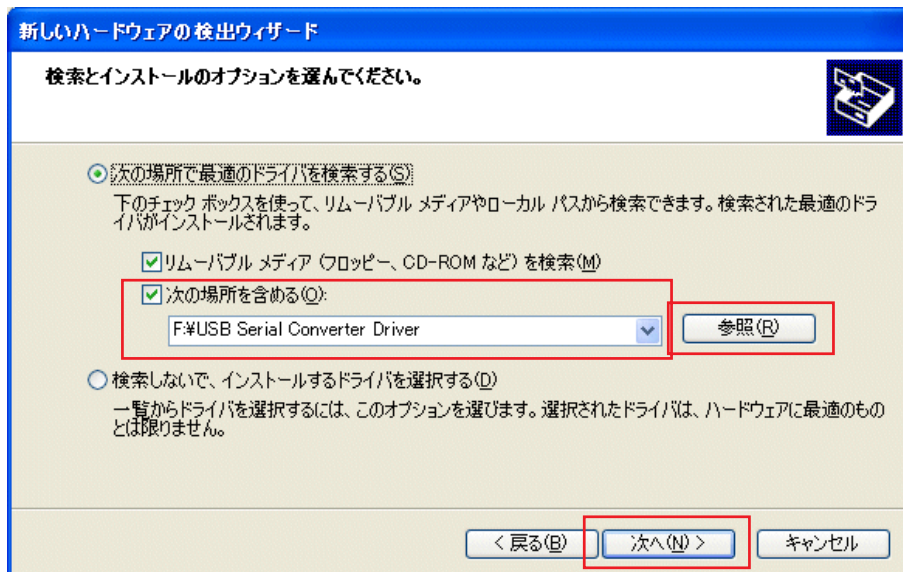 新しいハードウェアの検出ウィザード
検索とインストールのオプションを選んでください。
次の場所で最適のドライバを検索する(S)
下のチェック ボックスを使って、リムーバブル メディアやローカル パスから検索できます。検索された最適のドラ
イバがインストールされます。
リムーバブル メディア (フロッピー、CD-ROM など) を検索(M)
次の場所を含める(O):
F:¥USB Serial Converter Driver
参照(R)
検索しないで、インストールするドライバを選択する(D)
一覧からドライバを選択するには、このオプションを選びます。選択されたドライバは、ハードウェアに最適のもの
とは限りません。
< 戻る(B)
次へ(N) >
キャンセル